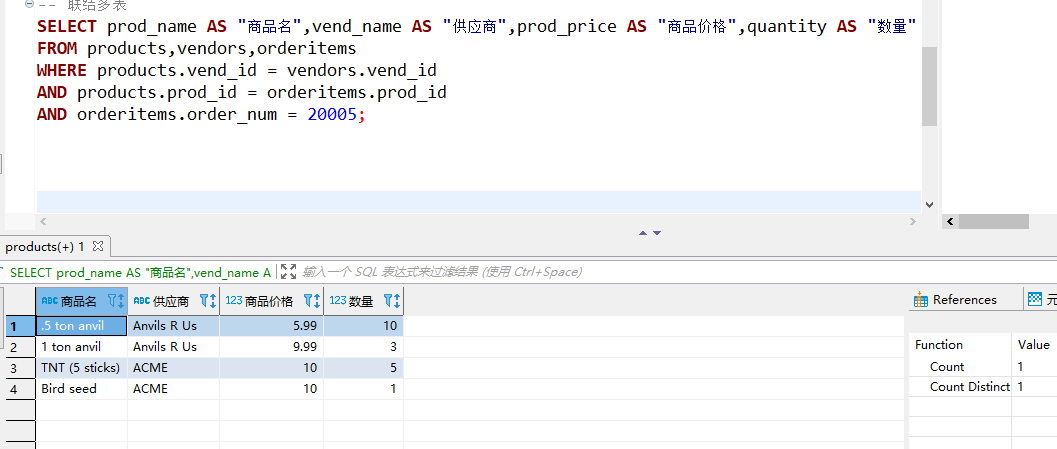 -- 联结多表
SELECT prod_name AS "商品名",vend_name AS "供应商",prod_price AS "商品价格",quantity AS "数量"
FROM products,vendors,orderitems
WHERE products.vend_id = vendors.vend_id
AND products.prod_id = orderitems.prod_id
AND orderitems.order_num = 20005;
products(+) 1
SELECT prod_name AS "商品名",vend_name A 输入一个 SQL 表达式来过滤结果 (使用 Ctrl+Space)
ABC 商品名 ABC 供应商 123 商品价格 123 数量
1 .5 ton anvil Anvils R Us 5.99 10
2 1 ton anvil Anvils R Us 9.99 3
3 TNT (5 sticks) ACME 10 5
4 Bird seed ACME 10 1
References 元
Function Value
Count 1
Count Distinct 1